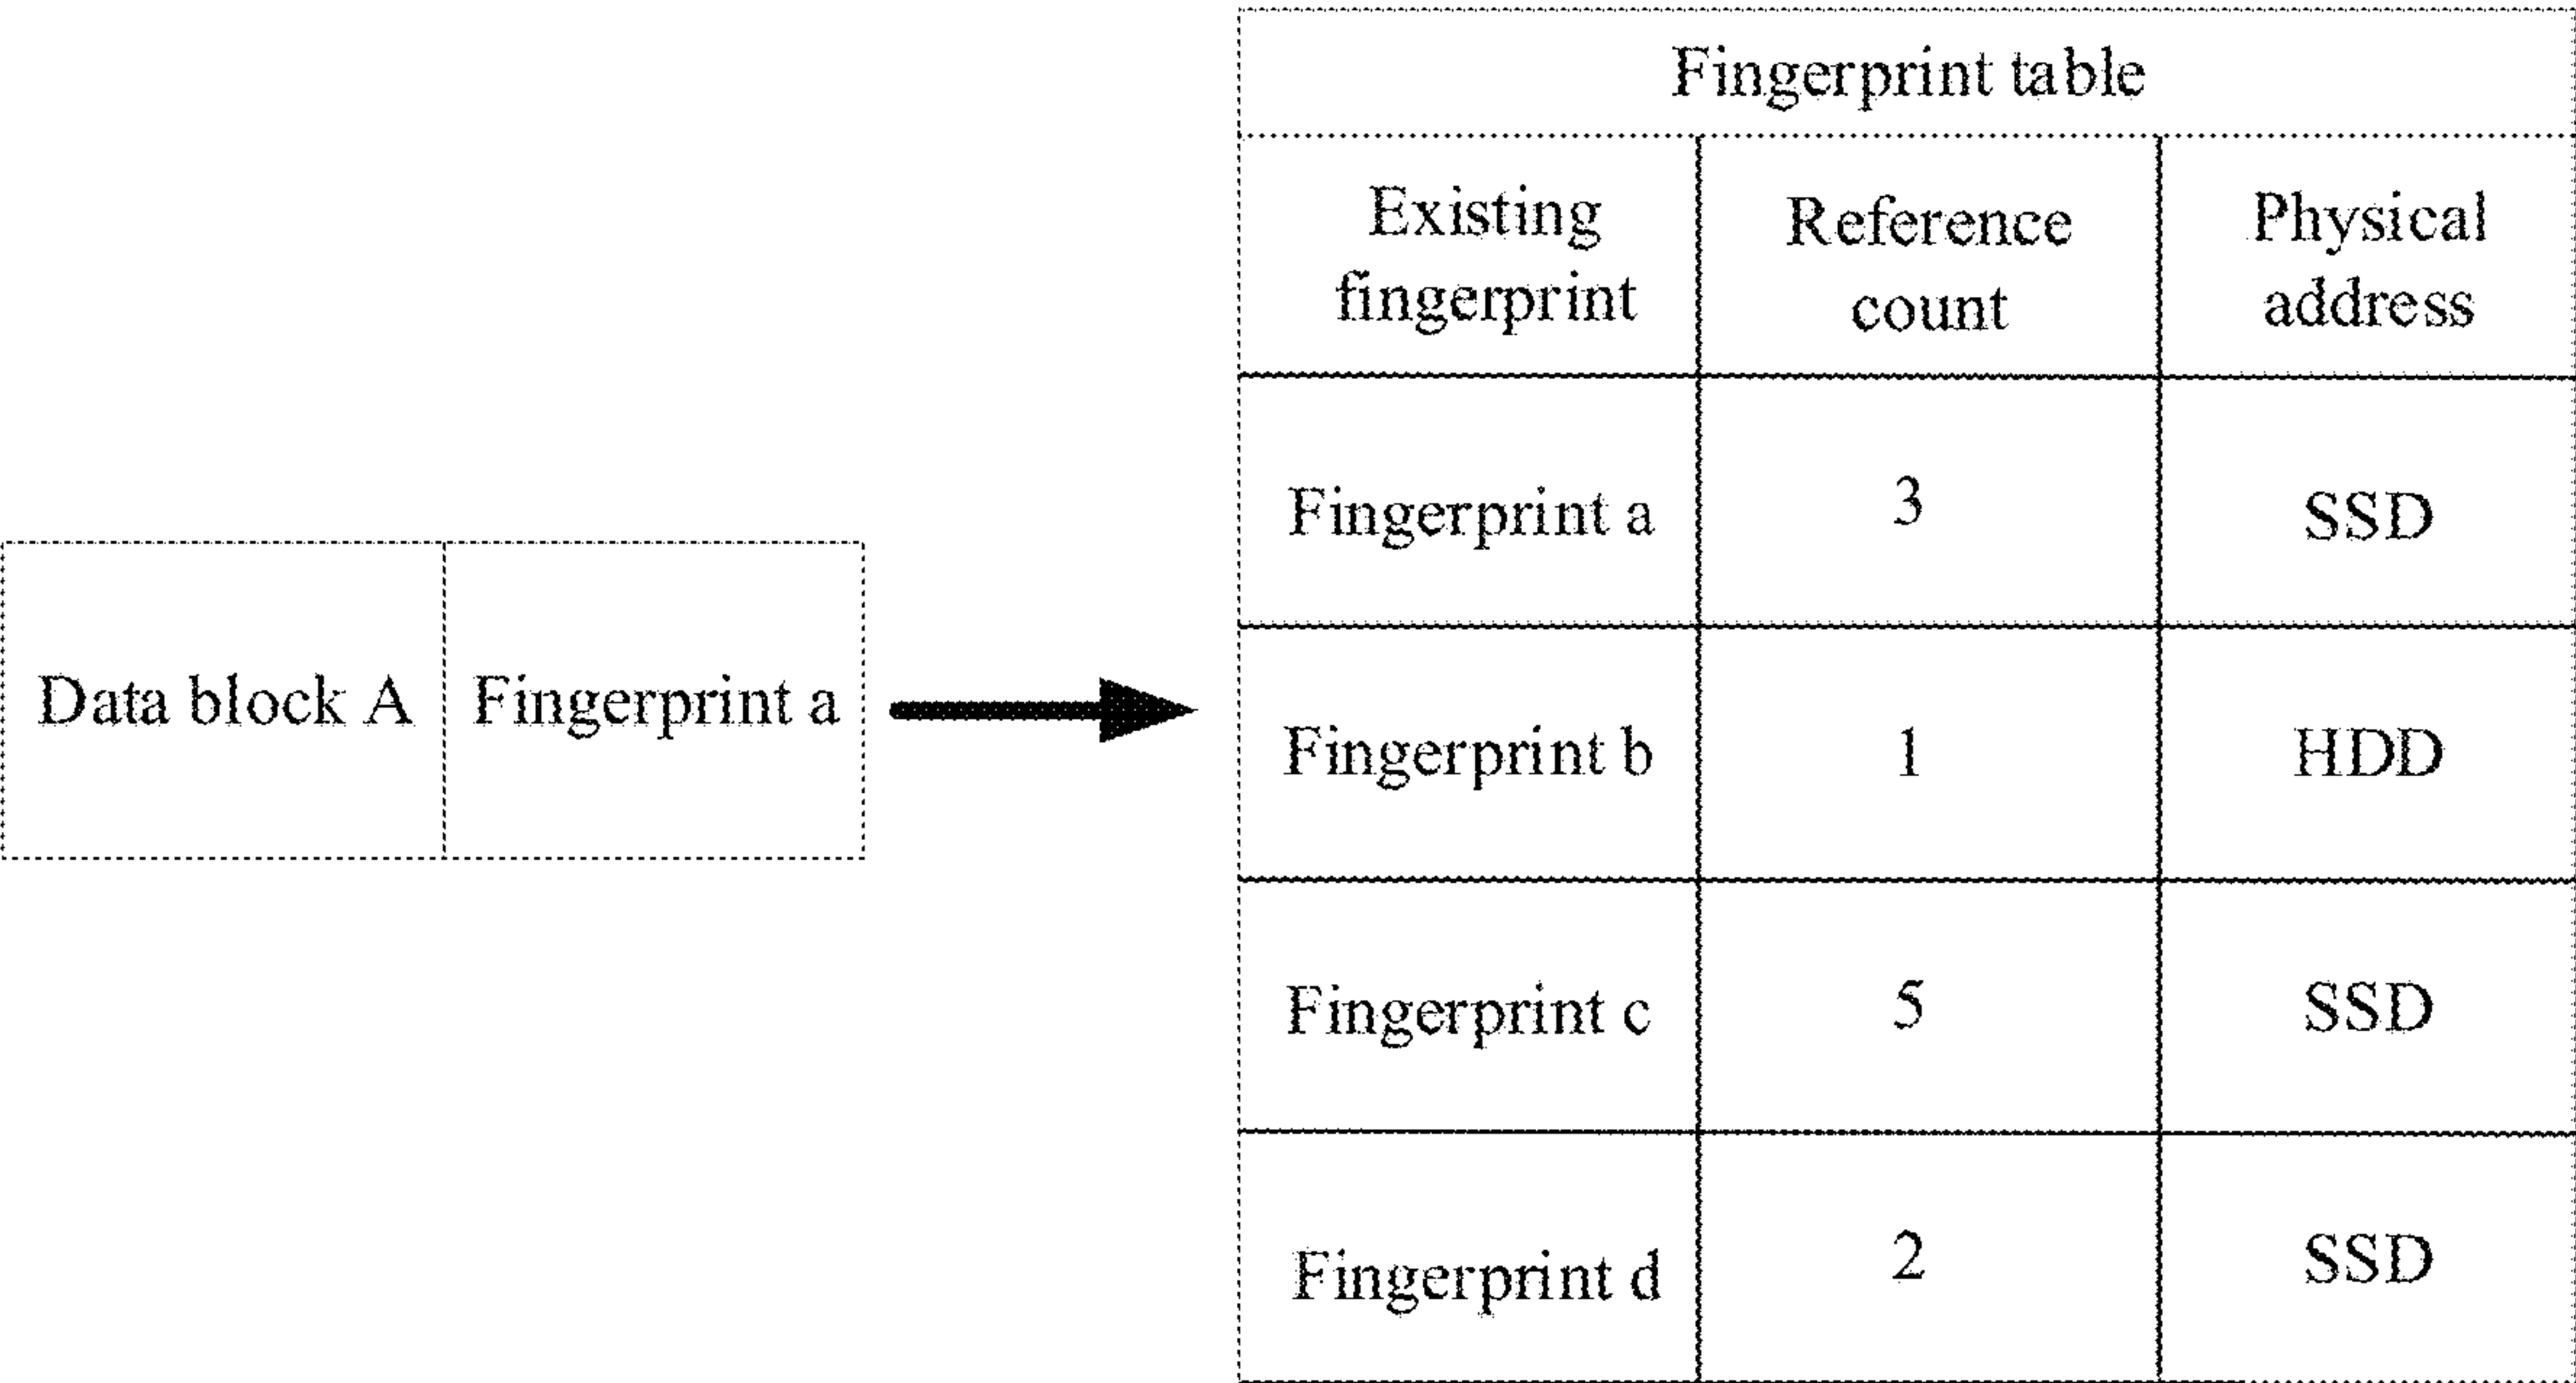 Data block A
Fingerprint a
Fingerprint table
Existing
fingerprint
Reference
count
Physical
address
Fingerprint a
3
SSD
Fingerprint b
1
HDD
Fingerprint c
5
SSD
Fingerprint d
2
SSD